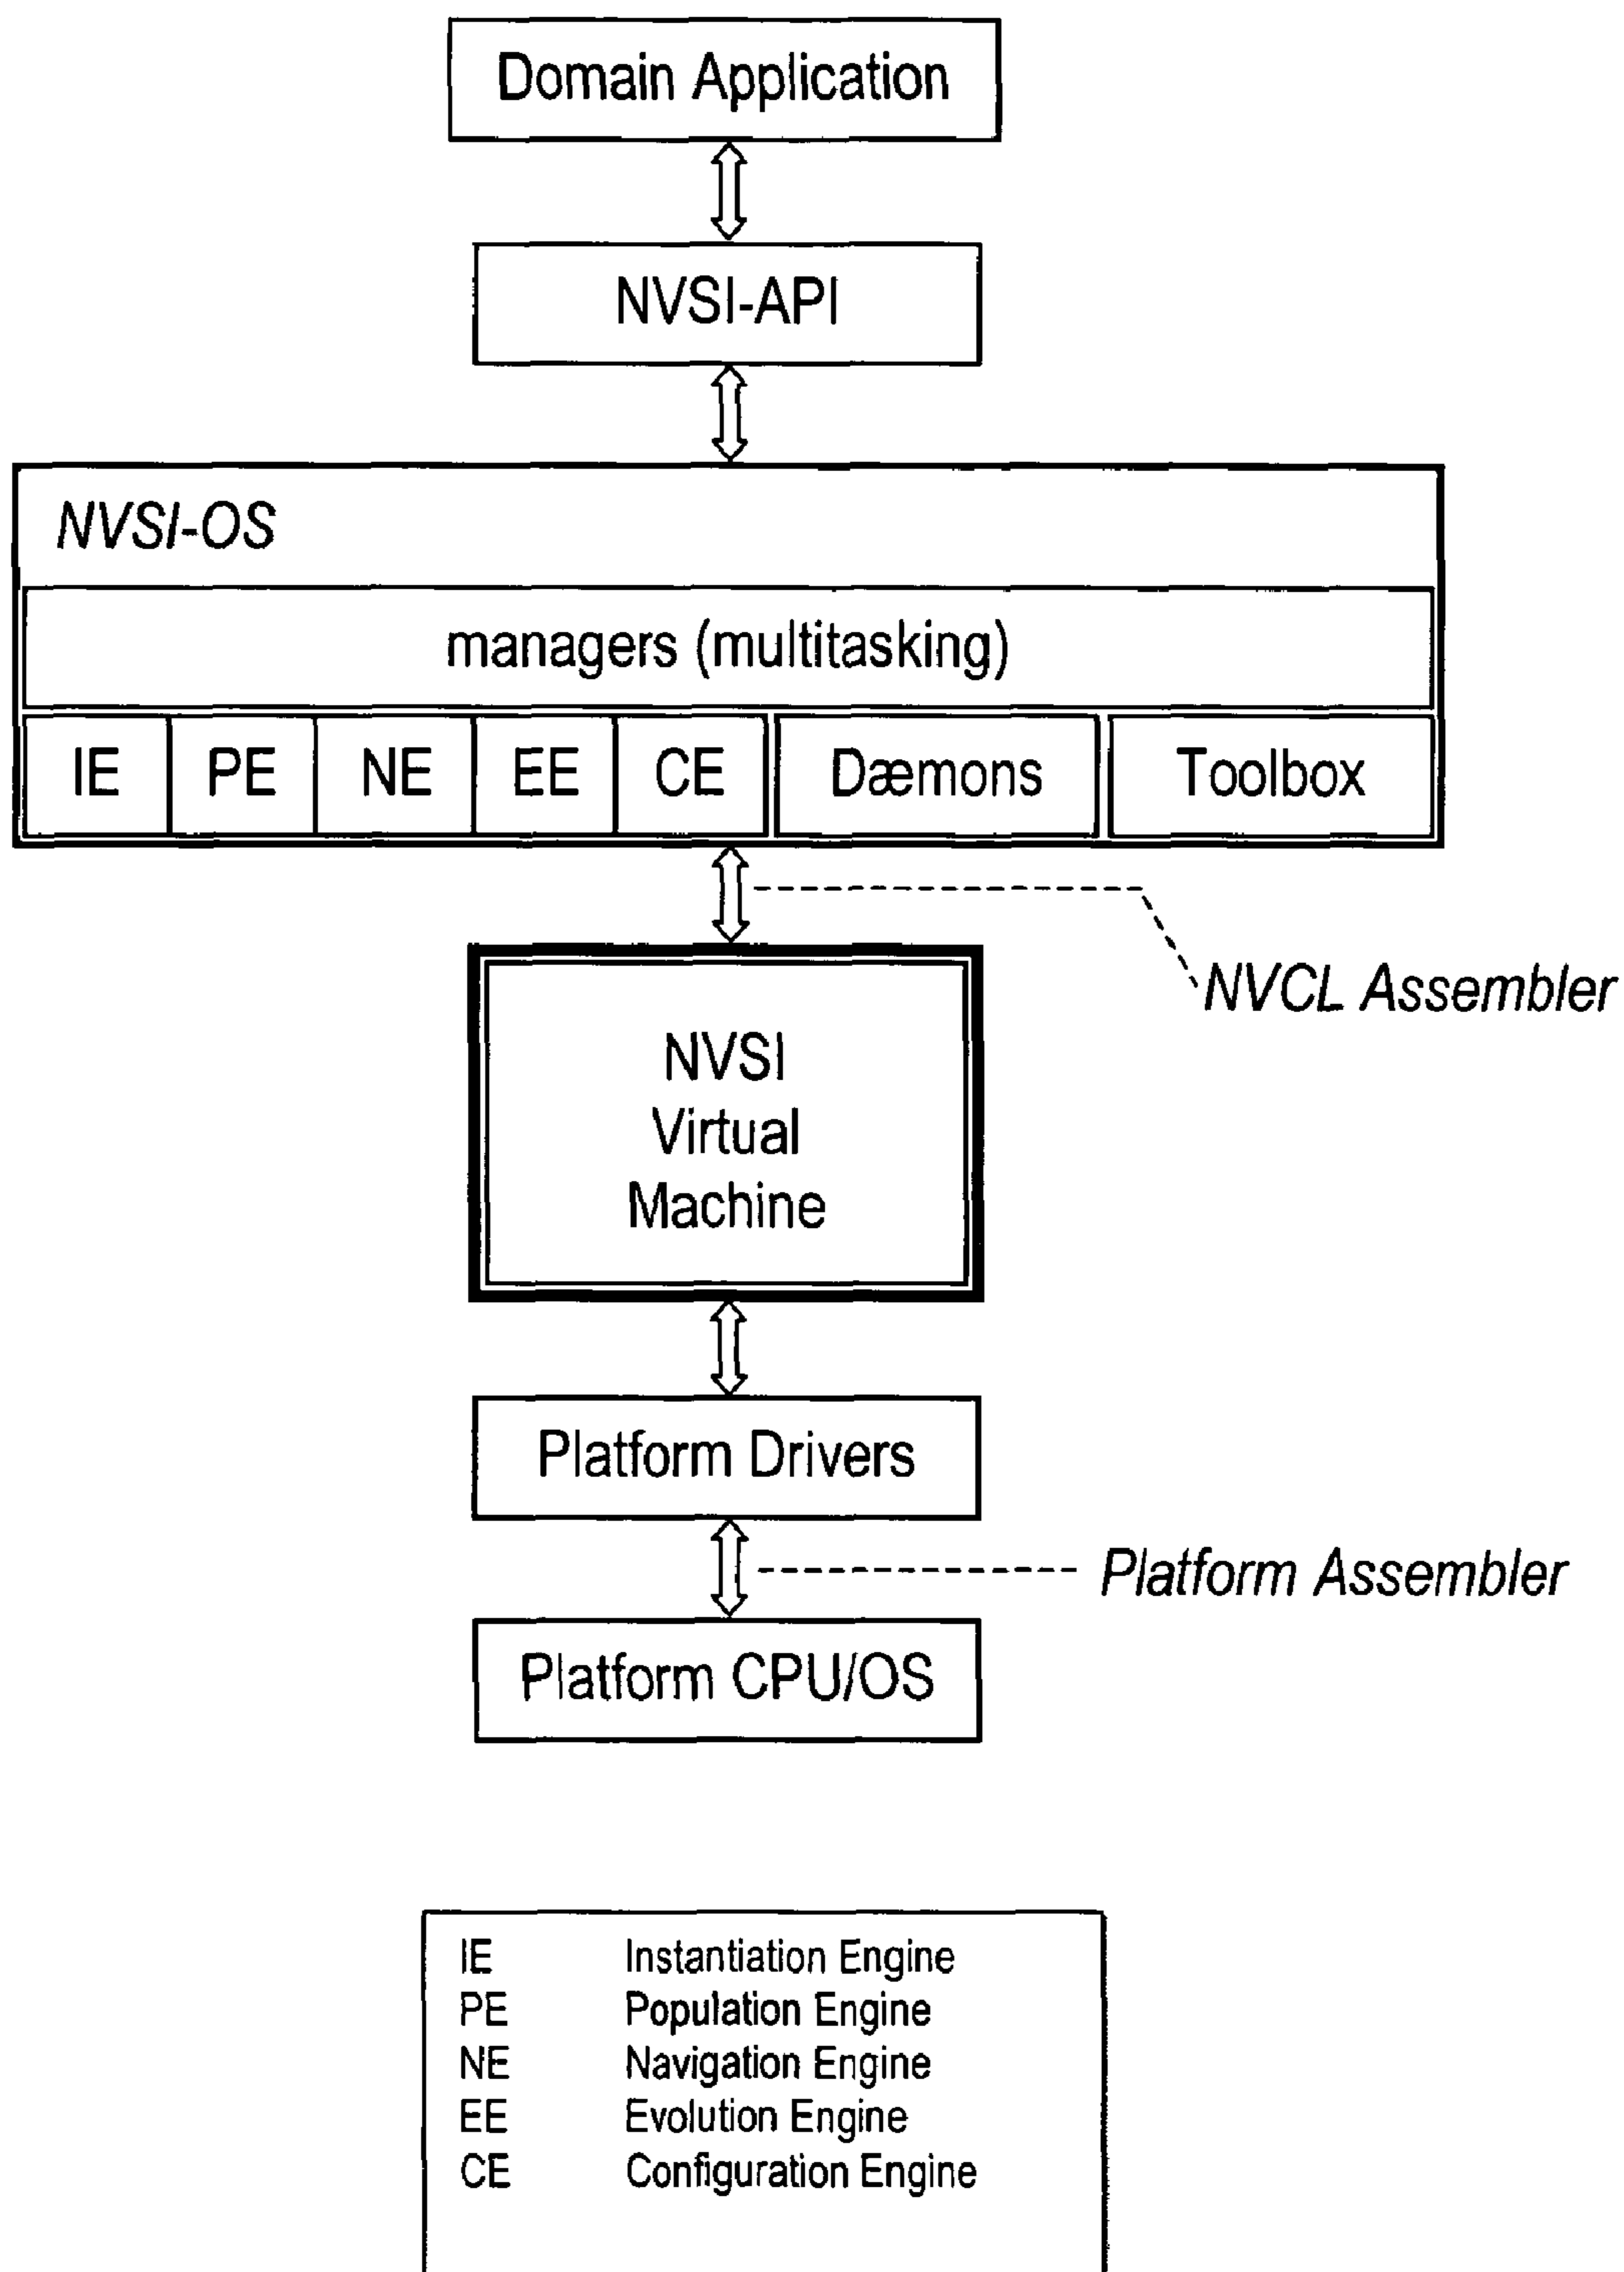 Domain Application
NVSI-API
NVSI-OS
managers (multitasking)
IE PE NE EE CE Dæmons Toolbox
NVCL Assembler
NVSI
Virtual
Machine
Platform Drivers
Platform Assembler
Platform CPU/OS
IE Instantiation Engine
PE Population Engine
NE Navigation Engine
EE Evolution Engine
CE Configuration Engine